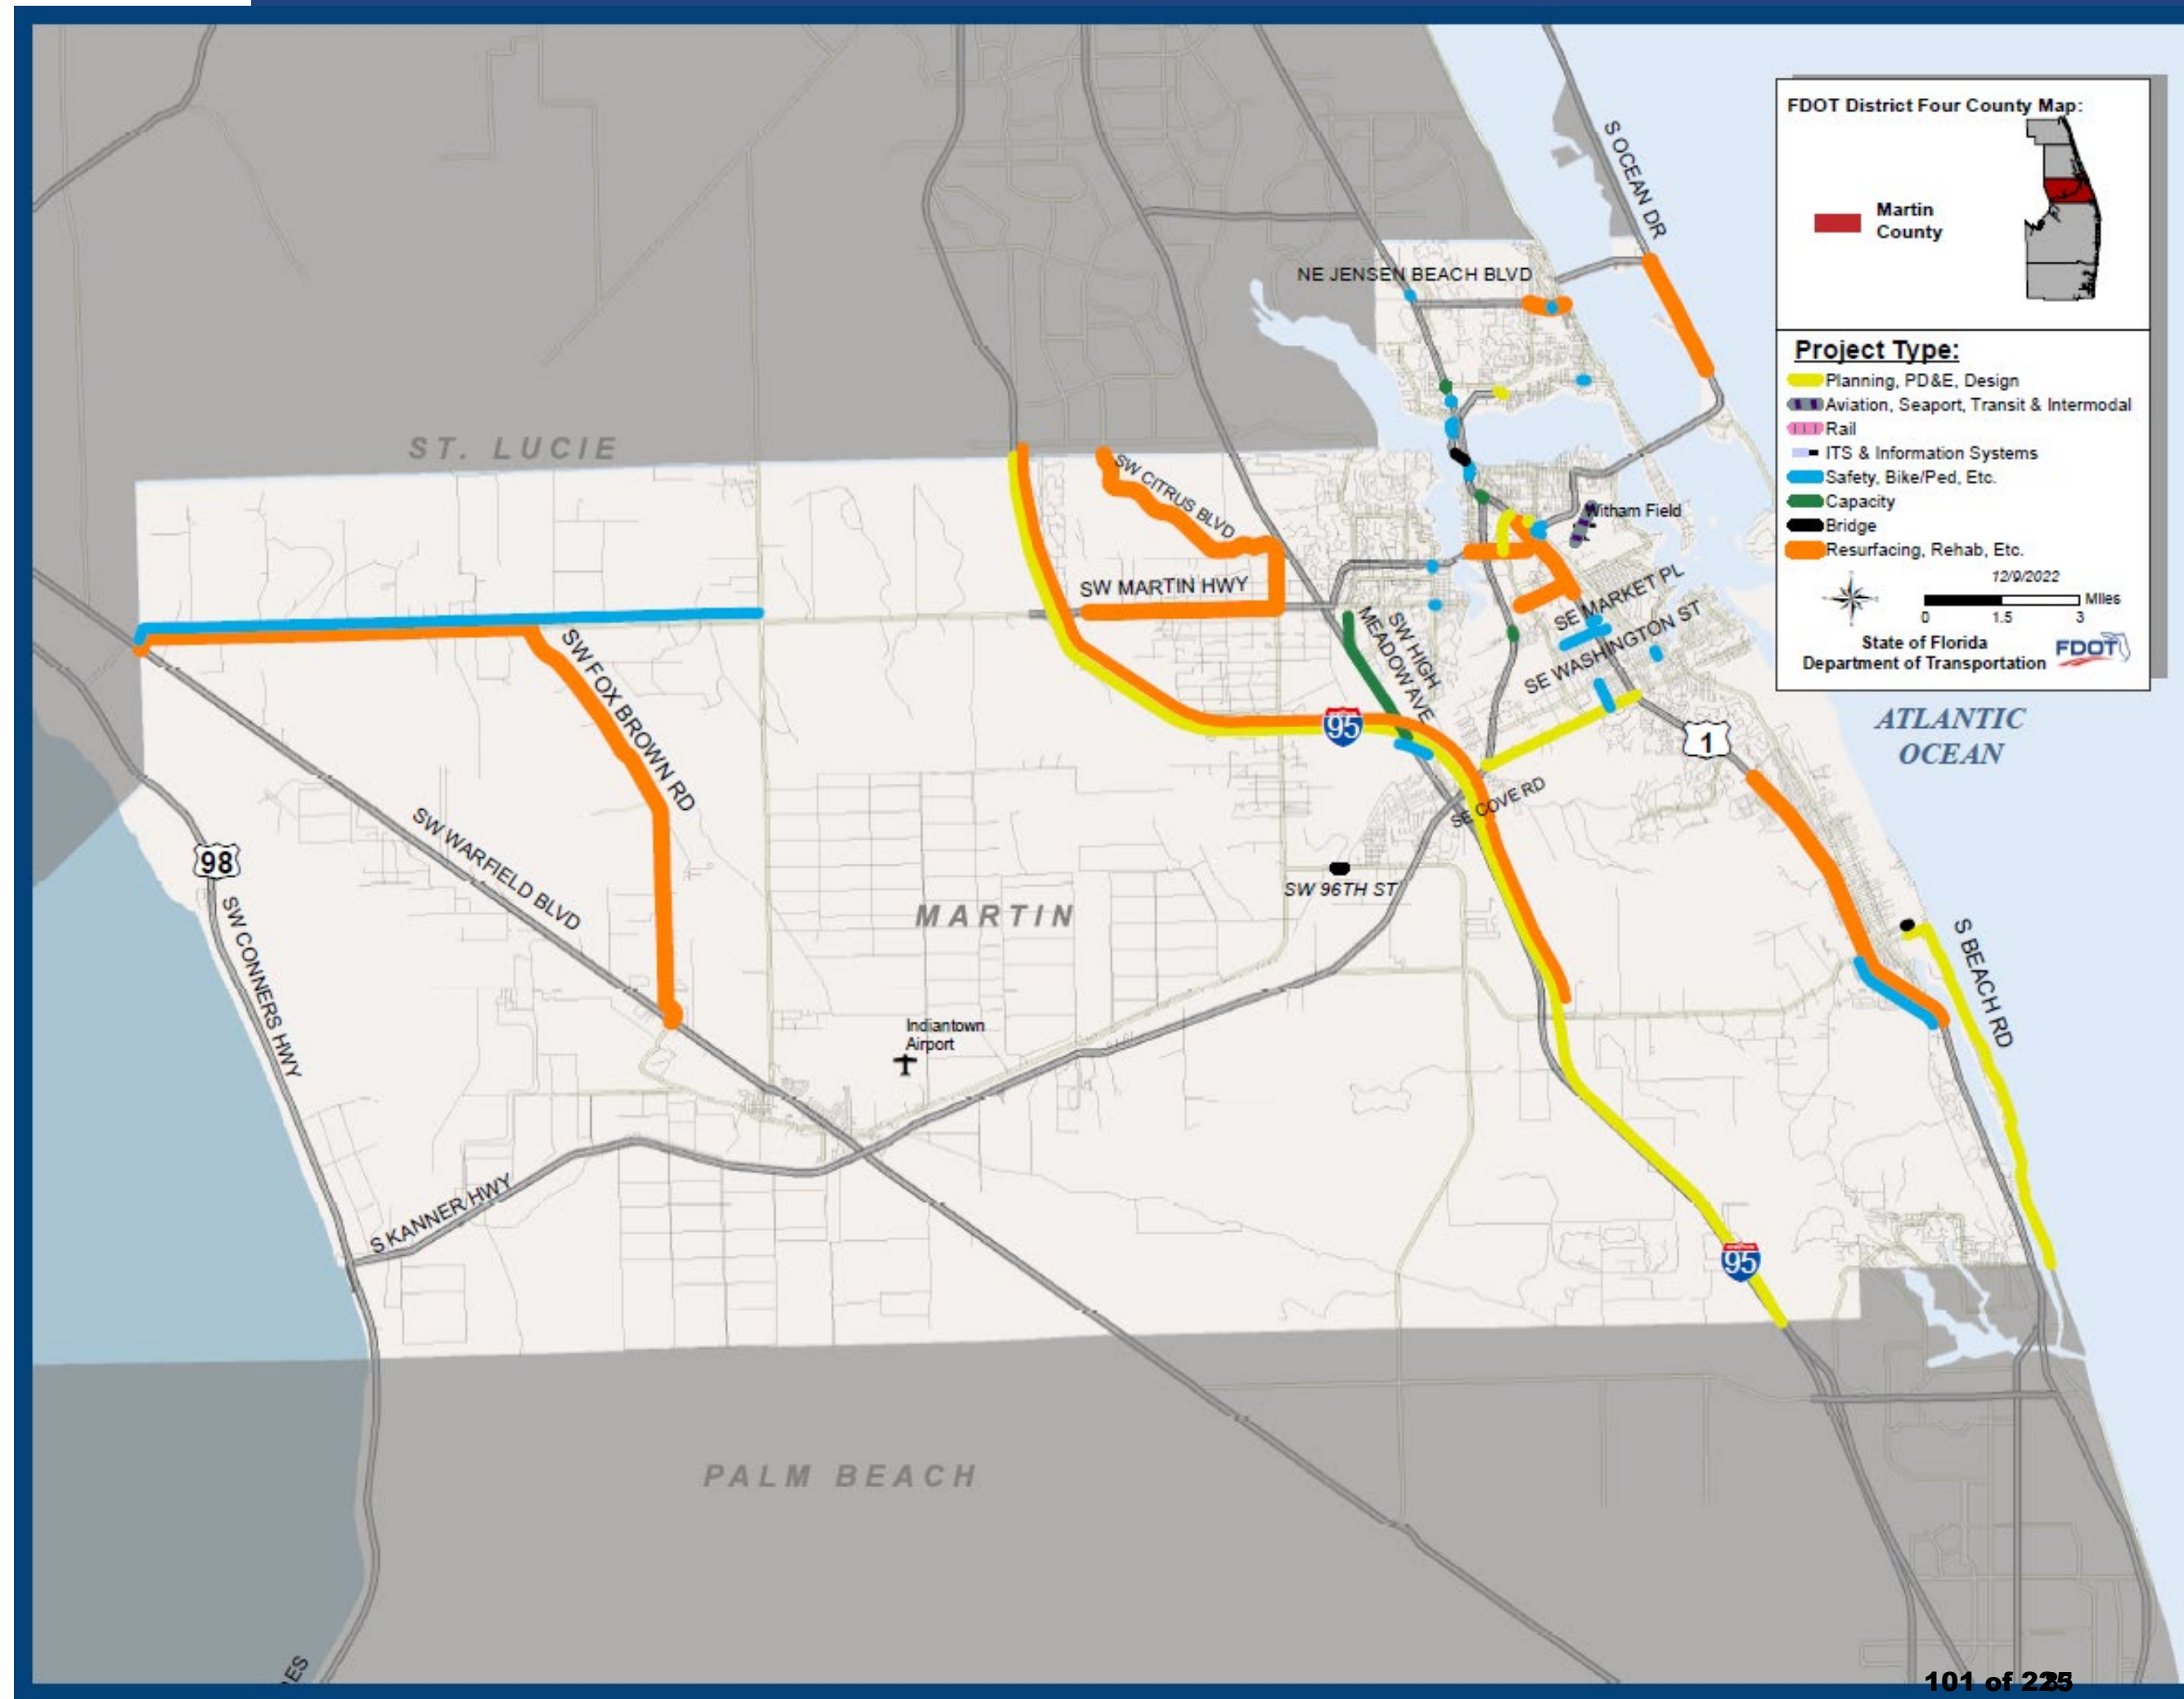 S OCEAN DR
NE JENSEN BEACH BLVD
FDOT District Four County Map:
Martin
County
Project Type:
Planning, PD&E, Design
Aviation, Seaport, Transit & Intermodal
Rail
ITS & Information Systems
Safety, Bike/Ped, Etc.
Capacity
Bridge
Resurfacing, Rehab, Etc.
12/9/2022
Miles
0 1.5 3
State of Florida
Department of Transportation
FDOT
ST. LUCIE
SW CITRUS BLVD
Witham Field
SW MARTIN HWY
SE MARKET PL
SW HIGH
MEADOW AVE
SE WASHINGTON ST
SW FOX BROWN RD
95
1
ATLANTIC
OCEAN
SE COVE RD
SW WARFIELD BLVD
98
SW 96TH ST
MARTIN
SW CONNERS HWY
S BEACH RD
Indiantown
Airport
S KANNER HWY
95
PALM BEACH
101 of